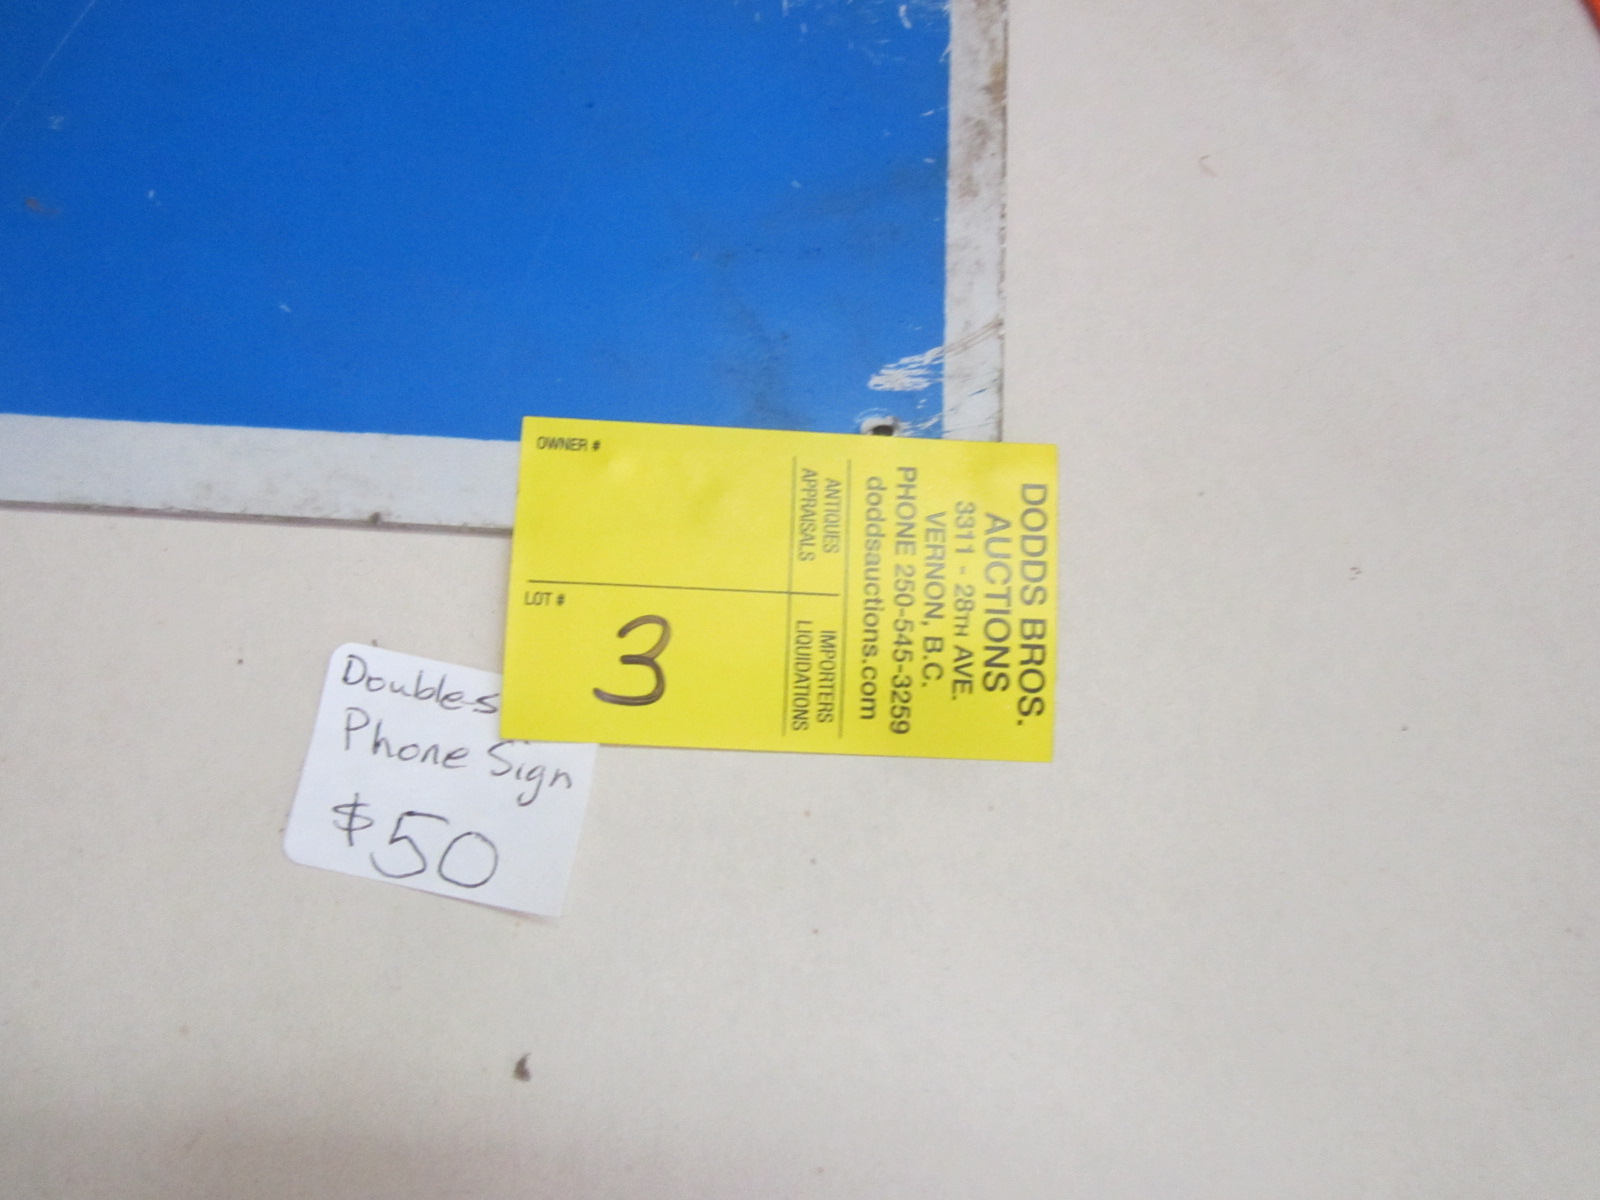 DODDS BROS.
AUCTIONS
3311 - 28TH AVE.
VERNON, B.C.
PHONE 250-545-3259
doddsauctions.com
ANTIQUES IMPORTERS
APPRAISALS LIQUIDATIONS
OWNER #
LOT #
3
Doubles
Phone Sign
$50